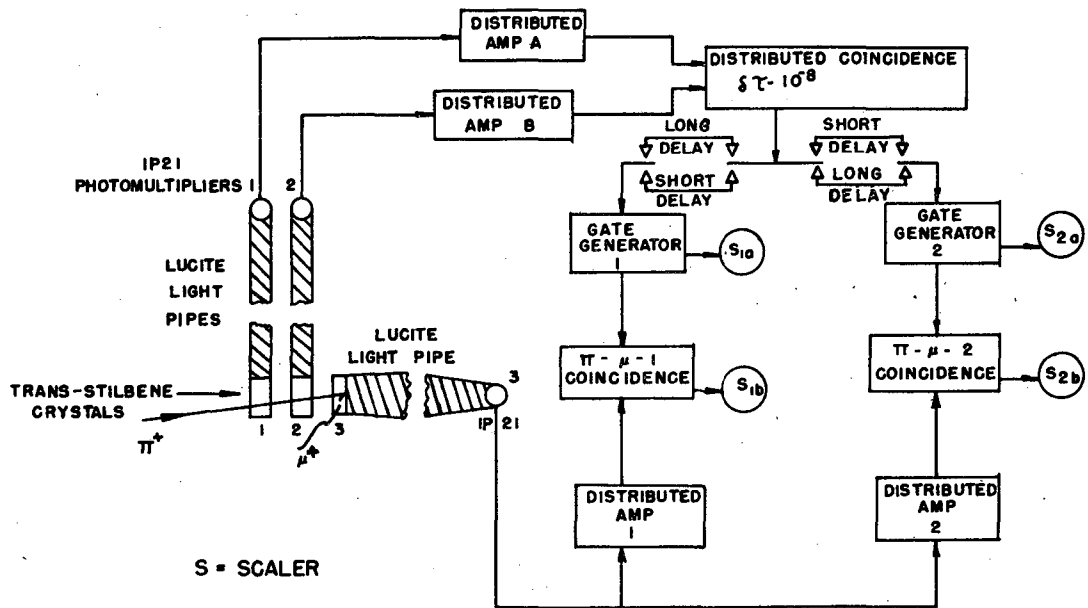 DISTRIBUTED
AMP A
DISTRIBUTED
AMP B
DISTRIBUTED COINCIDENCE
δτ-10⁻⁸
LONG
DELAY
SHORT
DELAY
SHORT
DELAY
LONG
DELAY
1P21
PHOTOMULTIPLIERS 1
2
GATE
GENERATOR
1
S1a
GATE
GENERATOR
2
S2a
LUCITE
LIGHT
PIPES
LUCITE
LIGHT PIPE
π-μ-1
COINCIDENCE
S1b
π-μ-2
COINCIDENCE
S2b
TRANS-STILBENE
CRYSTALS
π+
1
2
3
μ+
3
1P 21
DISTRIBUTED
AMP
1
DISTRIBUTED
AMP
2
S = SCALER